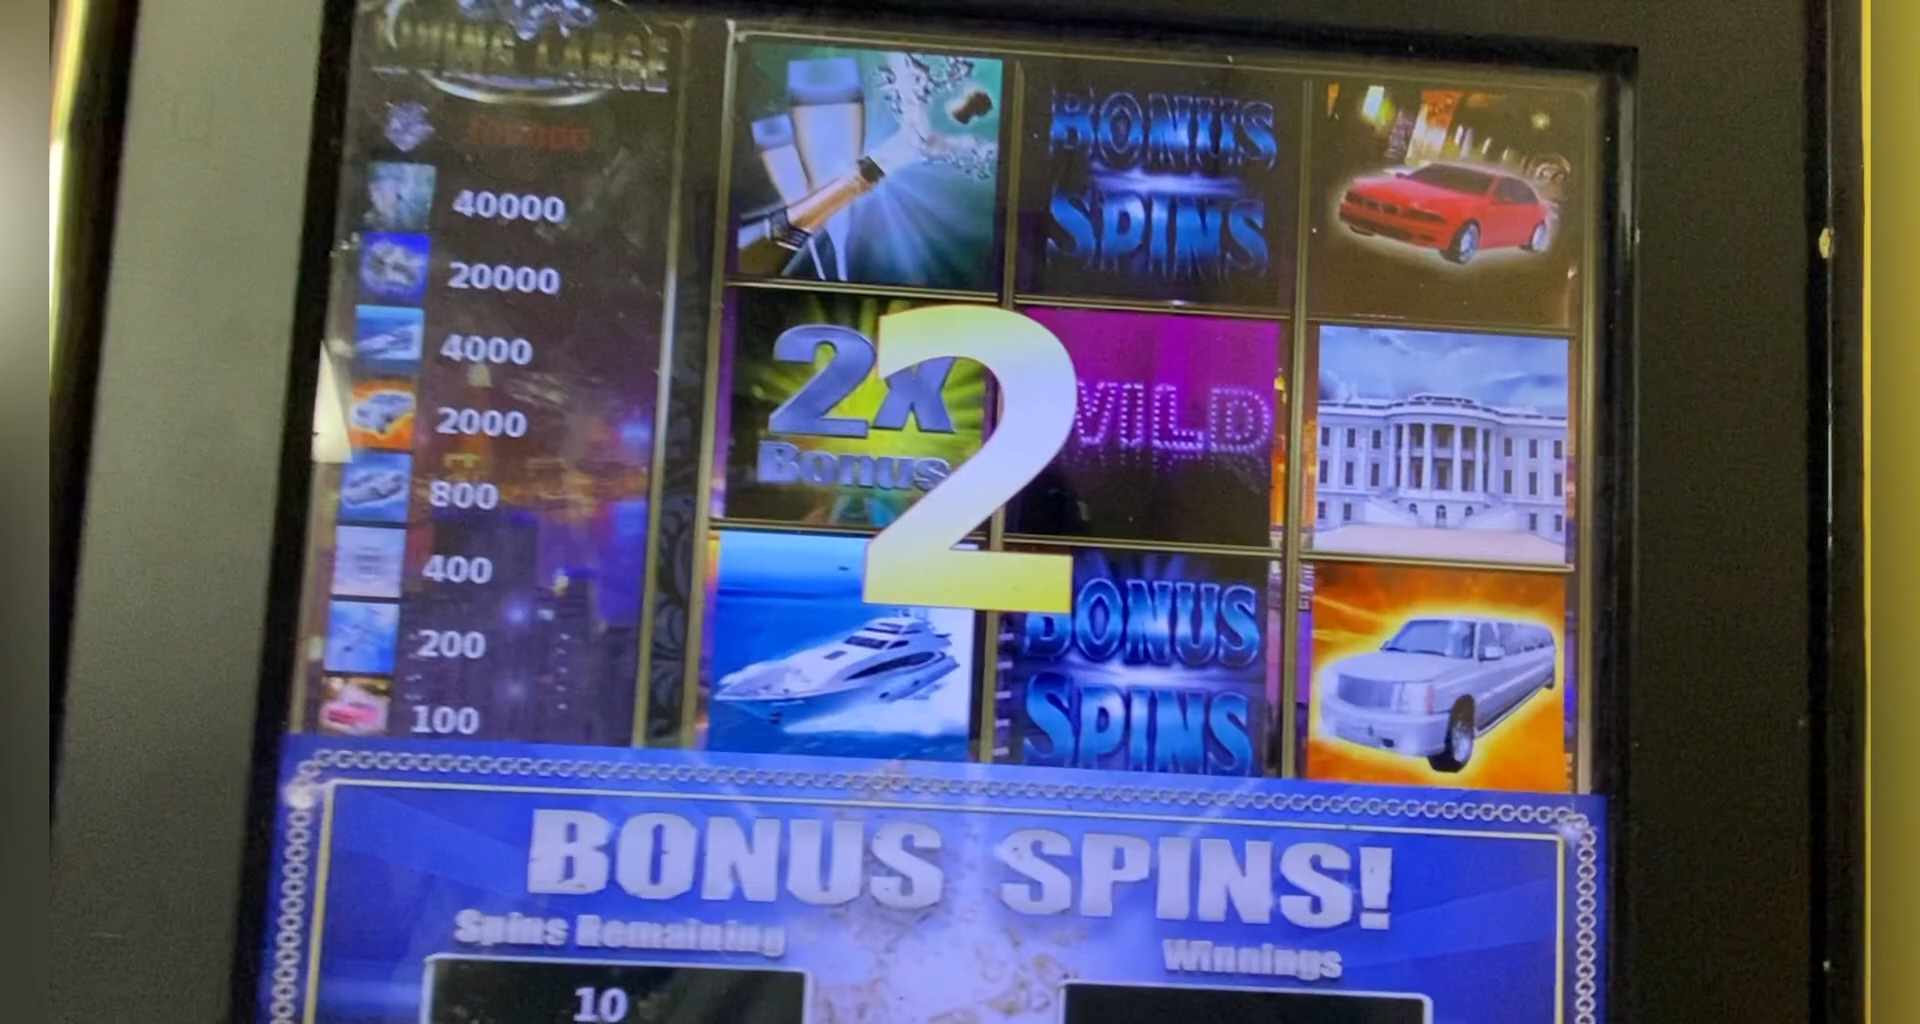 40000
20000
4000
2000
800
400
200
100
BONUS
SPINS
2x
Bonus
2
WILD
BONUS
SPINS
BONUS SPINS!
Spins Remaining
Winnings
10